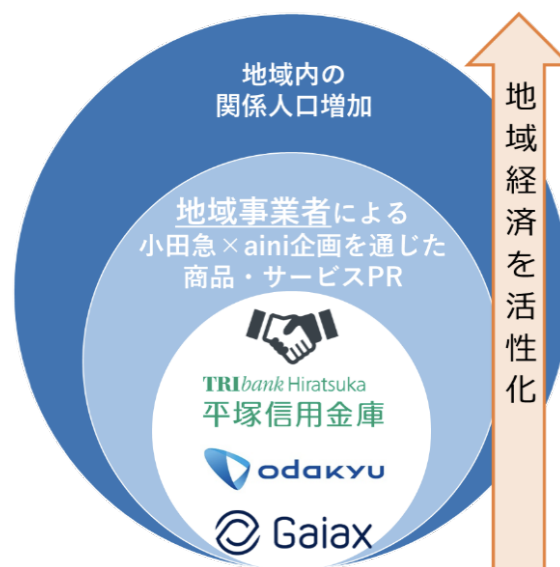 地域内の
関係人口増加
地域事業者による
小田急×aini企画を通じた
商品・サービスPR
TRIbank Hiratsuka
平塚信用金庫
odakyu
Gaiax
地域経済を活性化